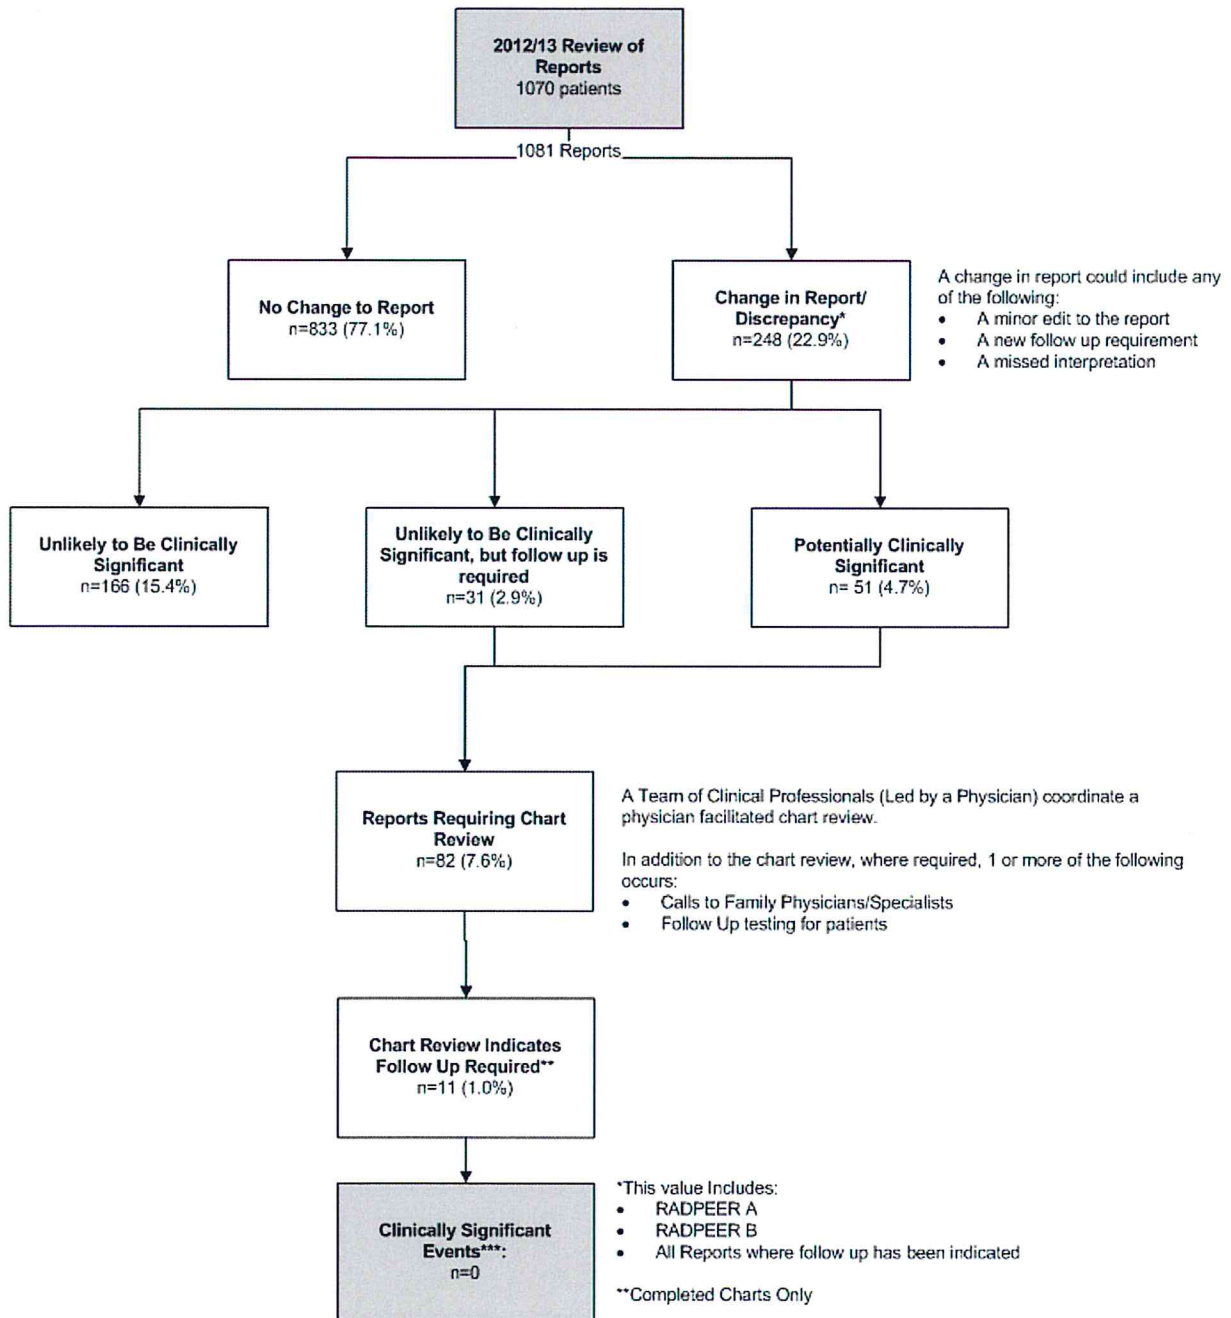 2012/13 Review of
Reports
1070 patients
1081 Reports
No Change to Report
n=833 (77.1%)
Change in Report/
Discrepancy*
n=248 (22.9%)
A change in report could include any
of the following:
• A minor edit to the report
• A new follow up requirement
• A missed interpretation
Unlikely to Be Clinically
Significant
n=166 (15.4%)
Unlikely to Be Clinically
Significant, but follow up is
required
n=31 (2.9%)
Potentially Clinically
Significant
n= 51 (4.7%)
Reports Requiring Chart
Review
n=82 (7.6%)
A Team of Clinical Professionals (Led by a Physician) coordinate a
physician facilitated chart review.
In addition to the chart review, where required, 1 or more of the following
occurs:
• Calls to Family Physicians/Specialists
• Follow Up testing for patients
Chart Review Indicates
Follow Up Required**
n=11 (1.0%)
Clinically Significant
Events***:
n=0
*This value Includes:
• RADPEER A
• RADPEER B
• All Reports where follow up has been indicated
**Completed Charts Only